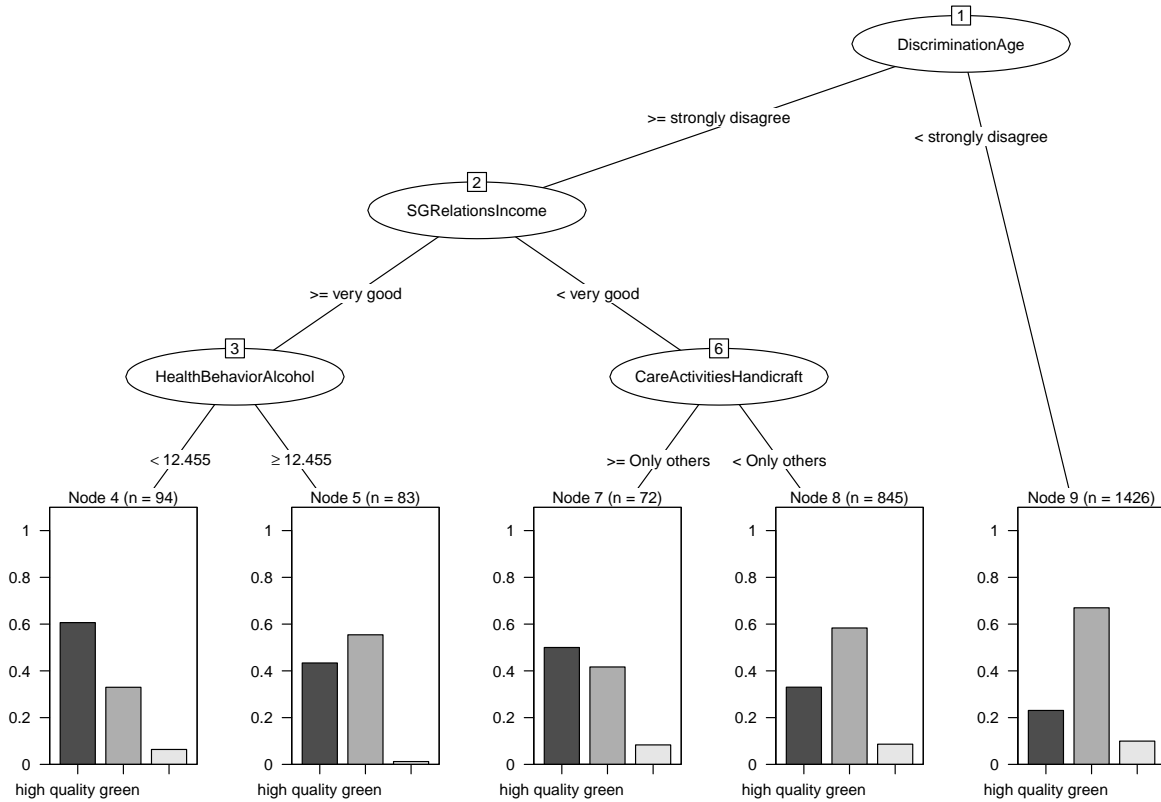 1
DiscriminationAge
>= strongly disagree
< strongly disagree
2
SGRelationsIncome
>= very good
< very good
3
HealthBehaviorAlcohol
6
CareActivitiesHandicraft
< 12.455
≥ 12.455
>= Only others
< Only others
Node 4 (n = 94)
1
0.8
0.6
0.4
0.2
0
high quality green
Node 5 (n = 83)
1
0.8
0.6
0.4
0.2
0
high quality green
Node 7 (n = 72)
1
0.8
0.6
0.4
0.2
0
high quality green
Node 8 (n = 845)
1
0.8
0.6
0.4
0.2
0
high quality green
Node 9 (n = 1426)
1
0.8
0.6
0.4
0.2
0
high quality green